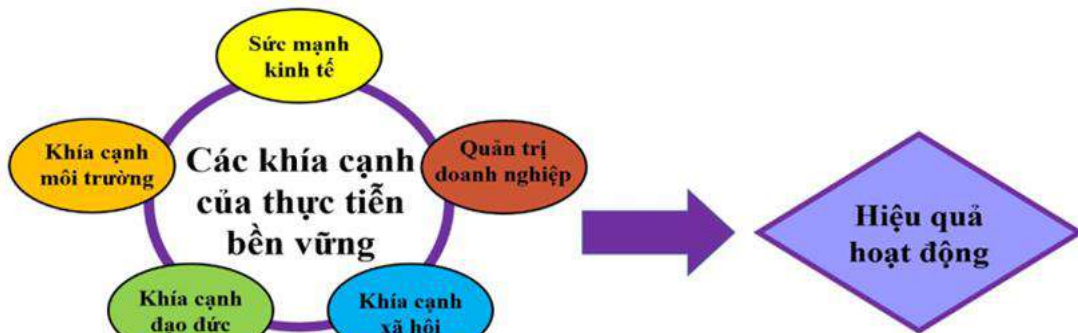 Sức mạnh
kinh tế
Khía cạnh
môi trường
Các khía cạnh
của thực tiễn
bền vững
Quản trị
doanh nghiệp
Hiệu quả
hoạt động
Khía cạnh
đạo đức
Khía cạnh
xã hội